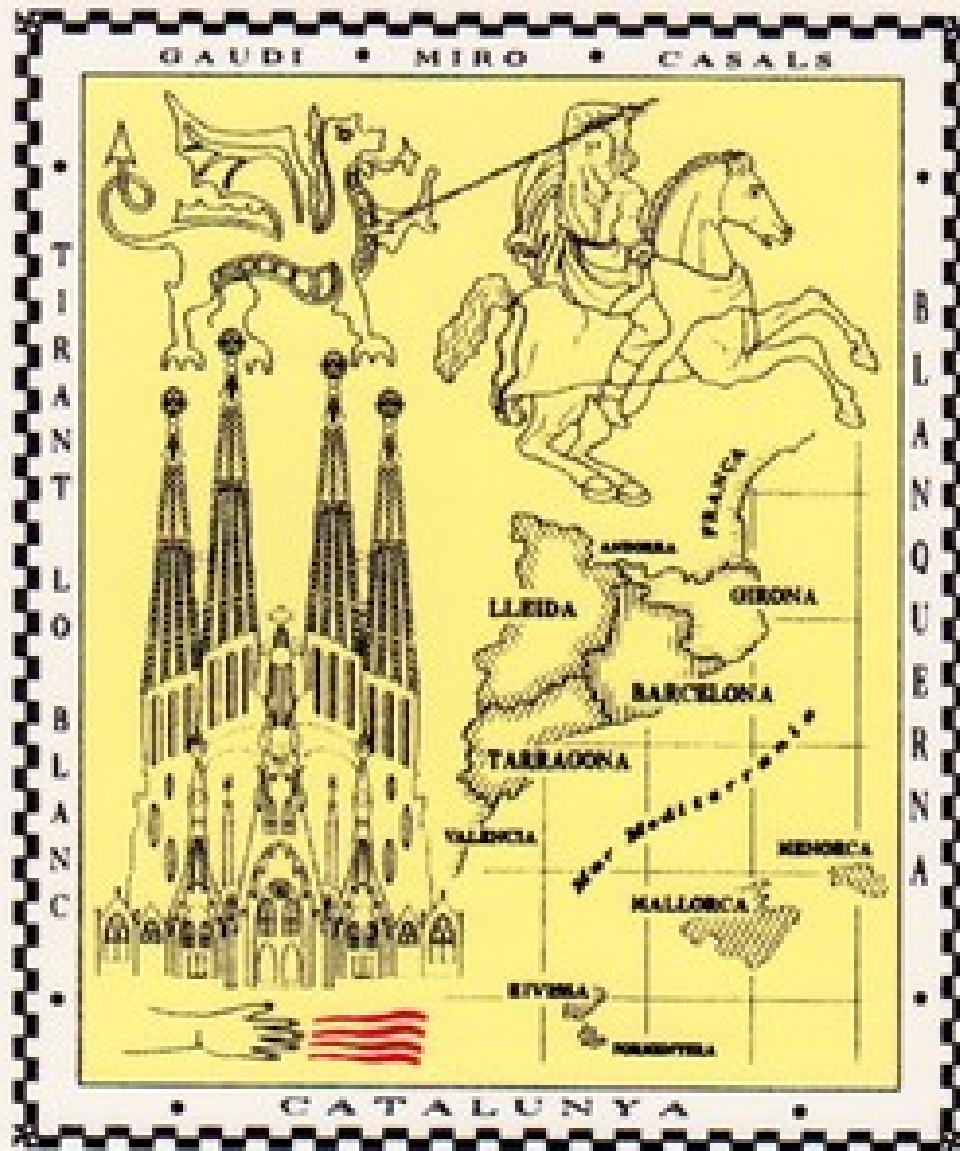 GAUDI • MIRO • CASALS
TIRANT LO BLANC
BLANQUERNA
FRANÇA
ANDORRA
LLEIDA
GIRONA
BARCELONA
TARRAGONA
Mar Mediterrania
VALENCIA
MENORCA
MALLORCA
EIVISSA
FORMENTERA
CATALUNYA